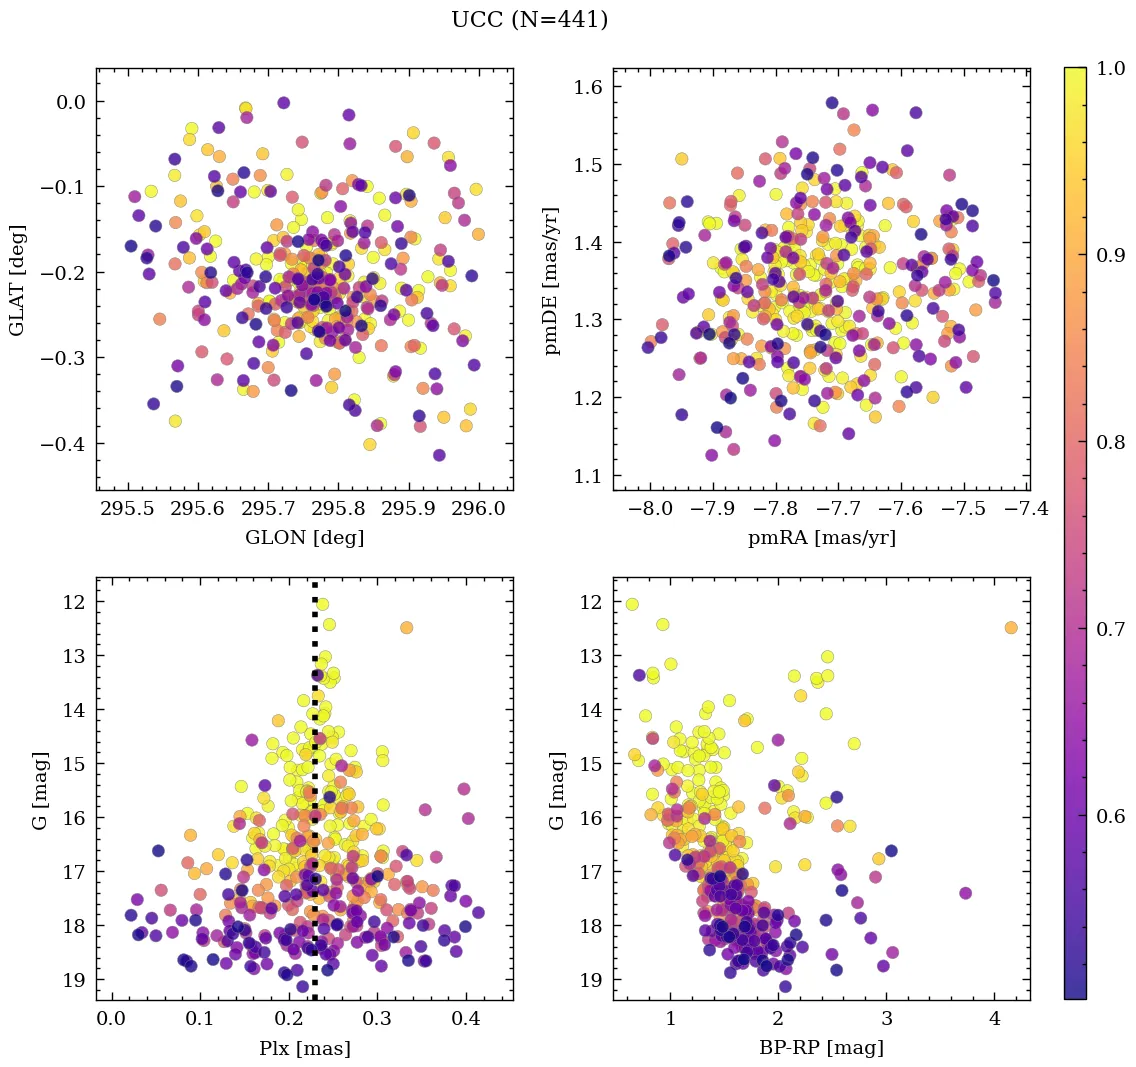 UCC (N=441)
0.0
−0.1
−0.2
−0.3
−0.4
GLAT [deg]
295.5 295.6 295.7 295.8 295.9 296.0
GLON [deg]
1.6
1.5
1.4
1.3
1.2
1.1
pmDE [mas/yr]
−8.0 −7.9 −7.8 −7.7 −7.6 −7.5 −7.4
pmRA [mas/yr]
12
13
14
15
16
17
18
19
G [mag]
0.0 0.1 0.2 0.3 0.4
Plx [mas]
12
13
14
15
16
17
18
19
G [mag]
1 2 3 4
BP-RP [mag]
1.0
0.9
0.8
0.7
0.6